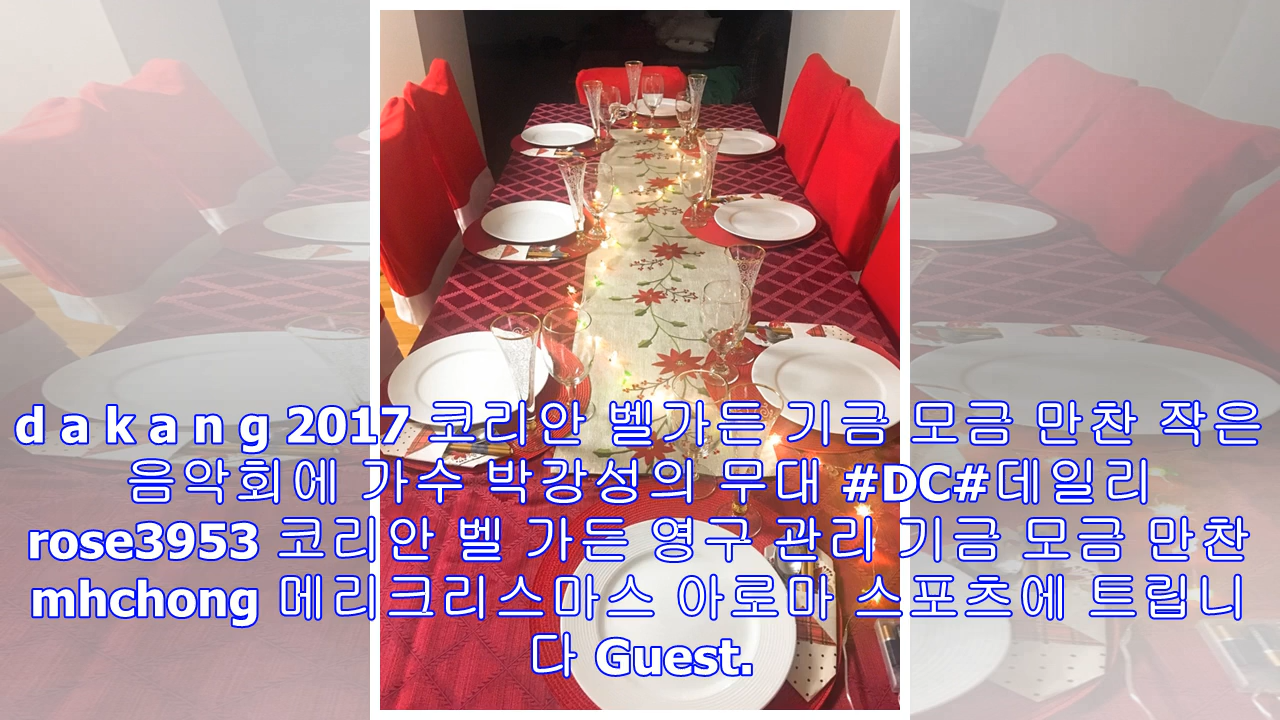 d a k a n g 2017 코리안 벨가든 기금 모금 만찬 작은
음악회에 가수 박강성의 무대 #DC#데일리
rose3953 코리안 벨 가든 영구 관리 기금 모금 만찬
mhchong 메리크리스마스 아로마 스포츠에 트립니
다 Guest.